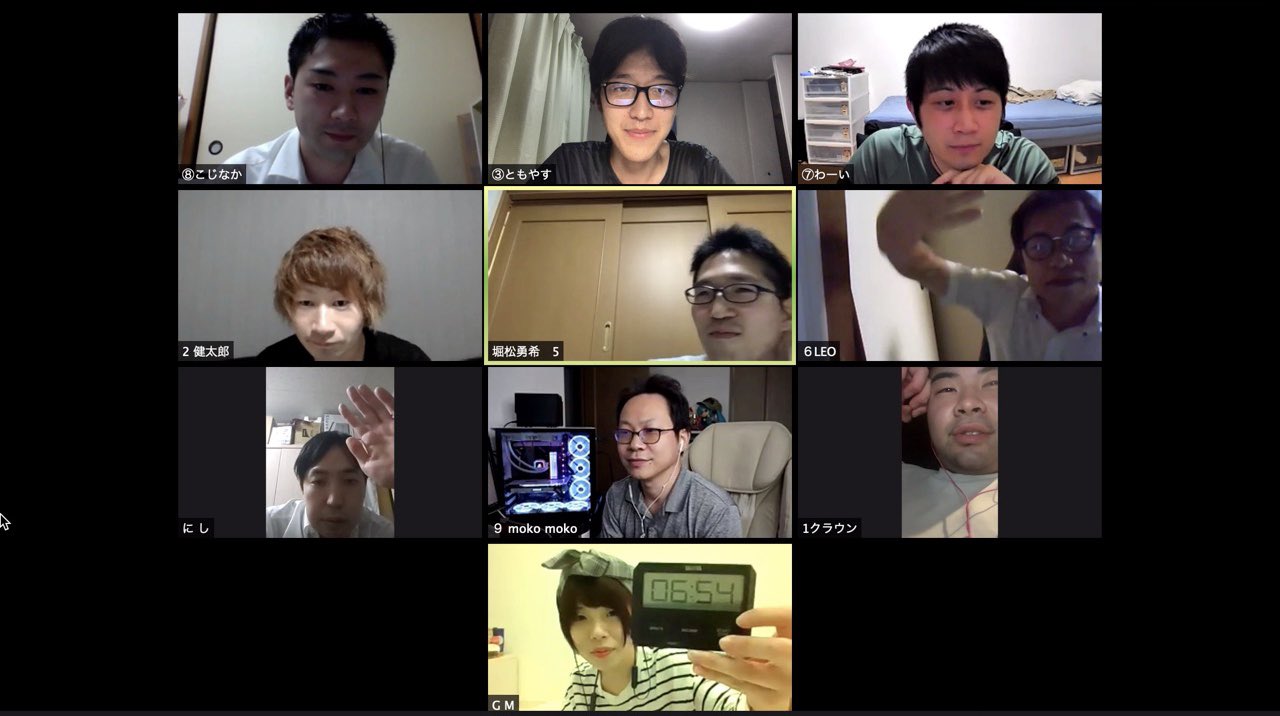 ⑧こじなか
③ともやす
⑦わーい
2 健太郎
堀松勇希 5
6 LEO
に し
9 moko moko
1クラウン
06:54
G M